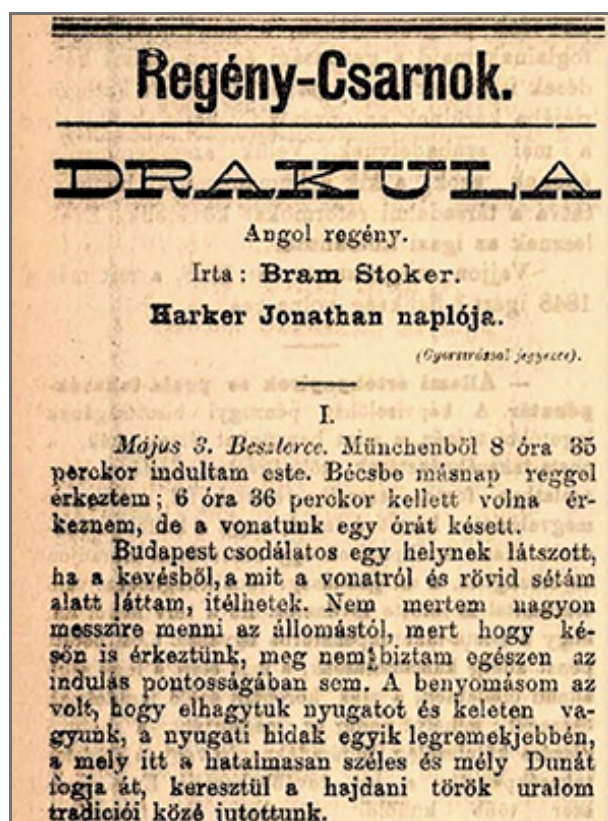 Regény-Csarnok.
DRAKULA
Angol regény.
Irta: Bram Stoker.
Harker Jonathan naplója.
(Gyorsirással jegyezte).
I.
Május 3. Beszterce. Münchenből 8 óra 35
perckor indultam este. Bécsbe másnap reggel
érkeztem; 6 óra 36 perckor kellett volna ér-
keznem, de a vonatunk egy órát késett.
Budapest csodálatos egy helynek látszott,
ha a kevésből, a mit a vonatról és rövid sétám
alatt láttam, itélhetek. Nem mertem nagyon
messzire menni az állomástól, mert hogy ké-
sőn is érkeztünk, meg nem biztam egészen az
indulás pontosságában sem. A benyomásom az
volt, hogy elhagytuk nyugatot és keleten va-
gyunk, a nyugati hidak egyik legremekjebbén,
a mely itt a hatalmasan széles és mély Dunát
fogja át, keresztül a hajdani török uralom
tradiciói közé jutottunk.